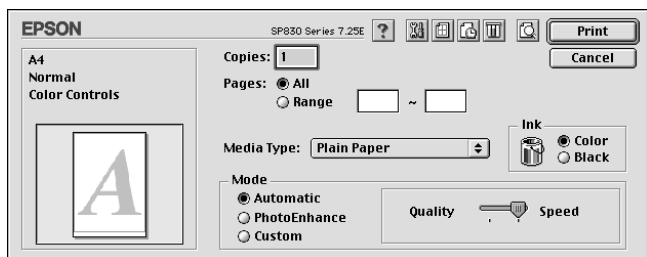 EPSON
SP830 Series 7.25E ?
Print
Cancel
A4
Normal
Color Controls
A
Copies: 1
Pages: All
Range ~
Media Type: Plain Paper
Ink
Color
Black
Mode
Automatic
PhotoEnhance
Custom
Quality Speed